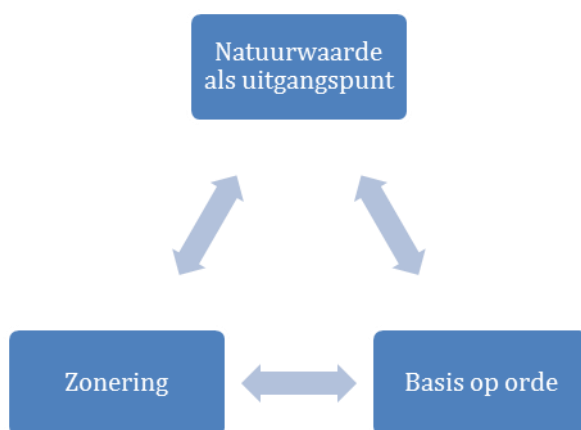 Natuurwaarde
als uitgangspunt
Zonering
Basis op orde